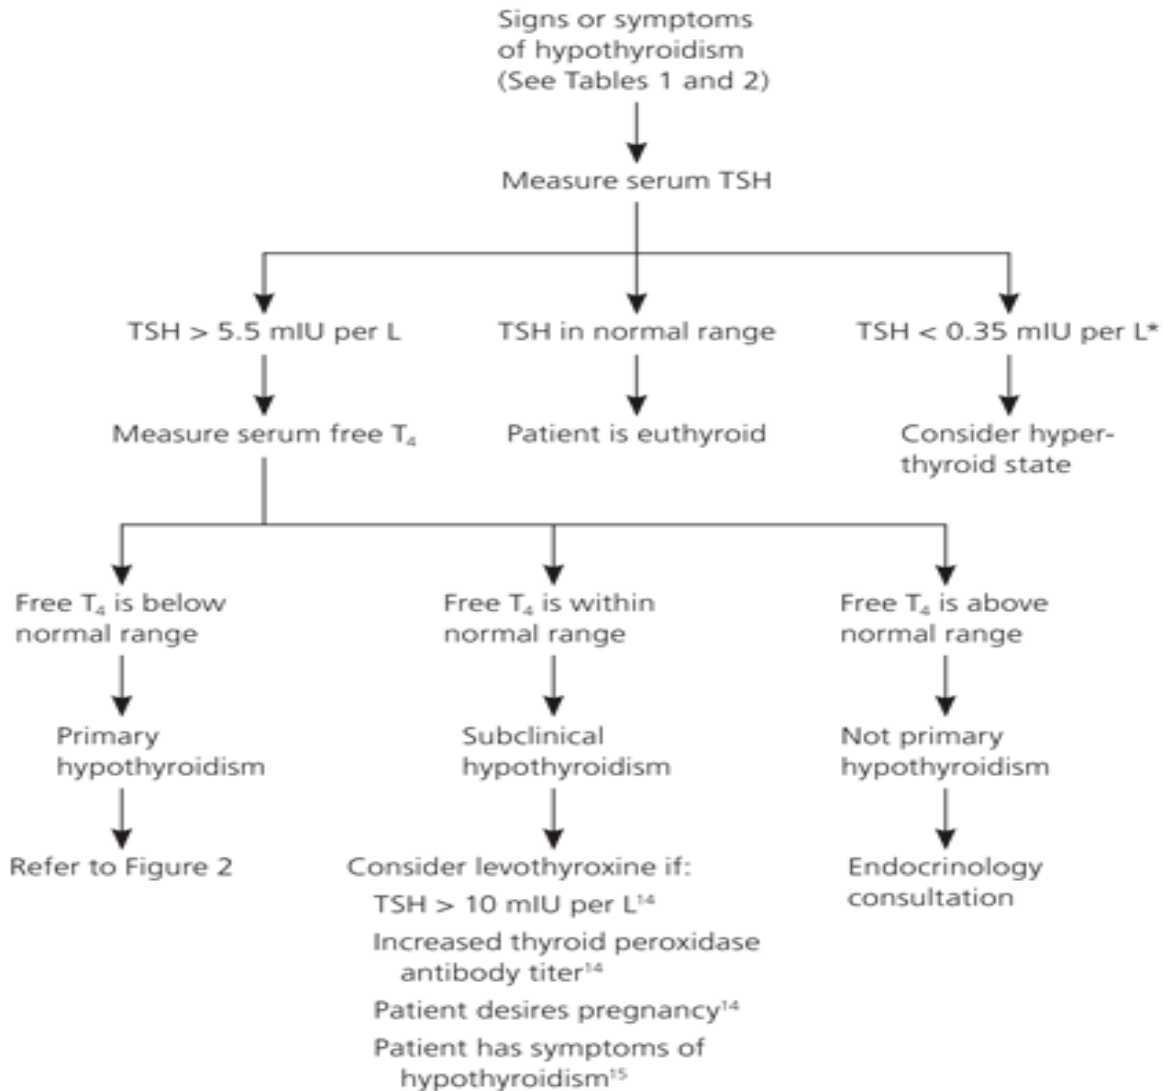 Signs or symptoms
of hypothyroidism
(See Tables 1 and 2)
Measure serum TSH
TSH > 5.5 mIU per L
TSH in normal range
TSH < 0.35 mIU per L*
Measure serum free T₄
Patient is euthyroid
Consider hyper-
thyroid state
Free T₄ is below
normal range
Free T₄ is within
normal range
Free T₄ is above
normal range
Primary
hypothyroidism
Subclinical
hypothyroidism
Not primary
hypothyroidism
Refer to Figure 2
Consider levothyroxine if:
TSH > 10 mIU per L¹⁴
Increased thyroid peroxidase
antibody titer¹⁴
Patient desires pregnancy¹⁴
Patient has symptoms of
hypothyroidism¹⁵
Endocrinology
consultation